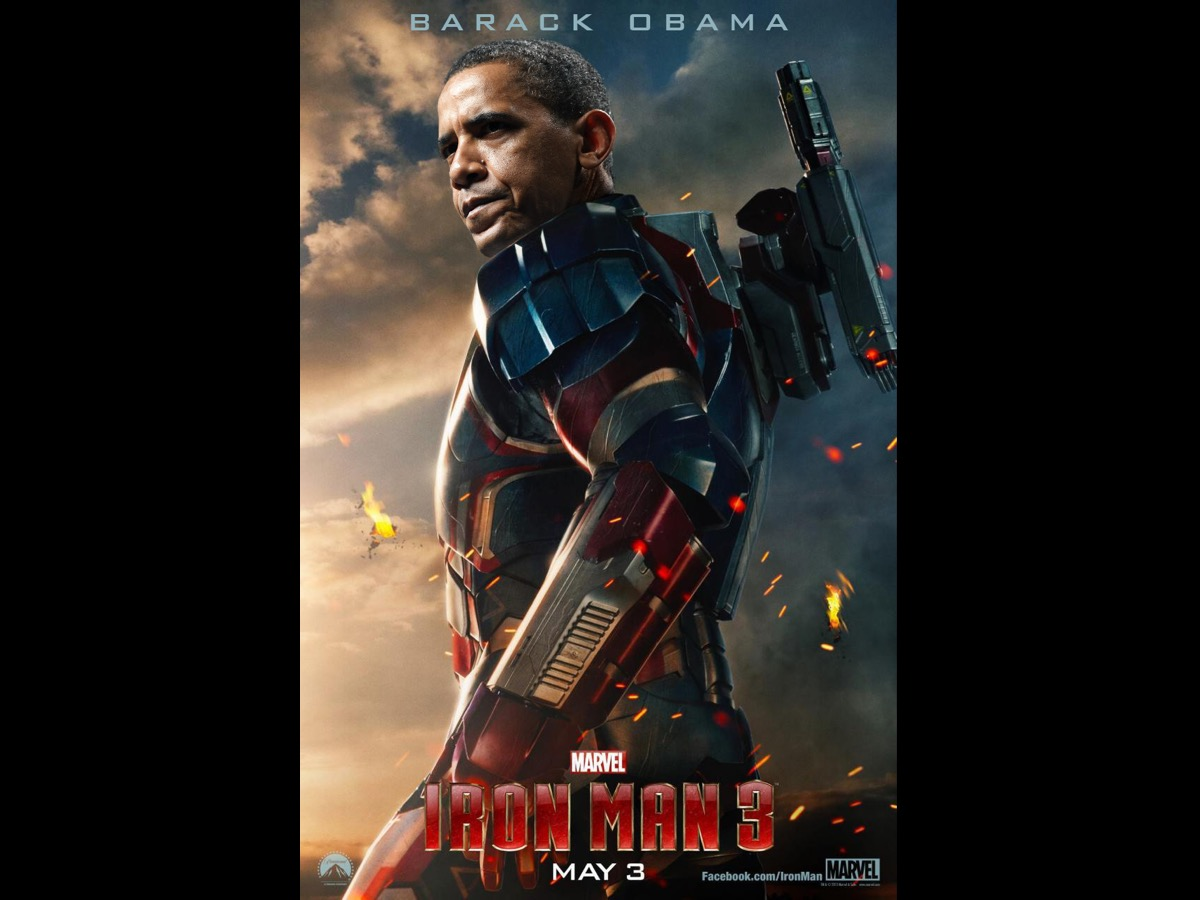 BARACK OBAMA
MARVEL
IRON MAN 3
MAY 3
Facebook.com/IronMan
MARVEL